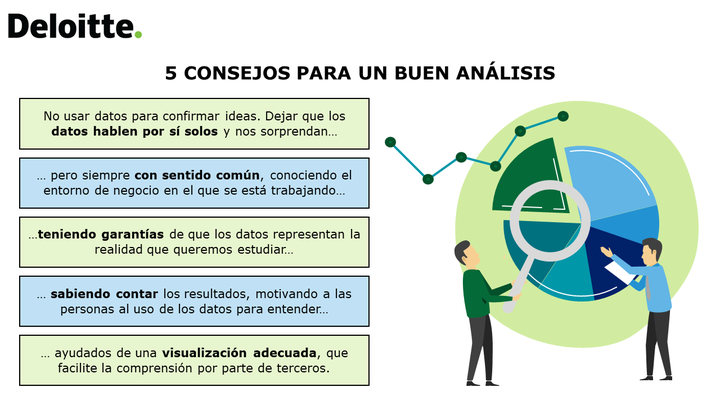 Deloitte.
5 CONSEJOS PARA UN BUEN ANÁLISIS
No usar datos para confirmar ideas. Dejar que los
datos hablen por sí solos y nos sorprendan…
… pero siempre con sentido común, conociendo el
entorno de negocio en el que se está trabajando…
…teniendo garantías de que los datos representan la
realidad que queremos estudiar…
… sabiendo contar los resultados, motivando a las
personas al uso de los datos para entender…
… ayudados de una visualización adecuada, que
facilite la comprensión por parte de terceros.